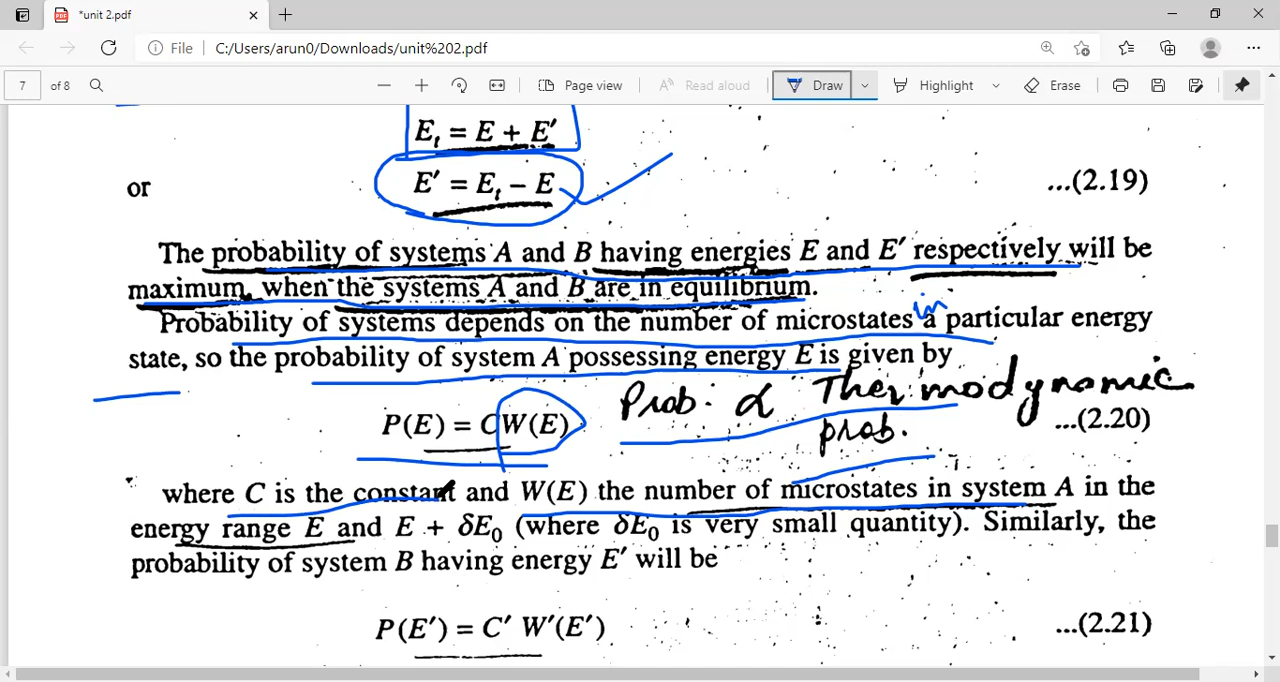 *unit 2.pdf
File C:/Users/arun0/Downloads/unit%202.pdf
7 of 8 Page view Read aloud Draw Highlight Erase
Eₜ = E + E′
or E′ = Eₜ − E ...(2.19)
The probability of systems A and B having energies E and E′ respectively will be
maximum, when the systems A and B are in equilibrium.
in
Probability of systems depends on the number of microstates a particular energy
state, so the probability of system A possessing energy E is given by
Prob. α Thermodynamic
prob.
P(E) = CW(E) ...(2.20)
where C is the constant and W(E) the number of microstates in system A in the
energy range E and E + δE₀ (where δE₀ is very small quantity). Similarly, the
probability of system B having energy E′ will be
P(E′) = C′ W′(E′) ...(2.21)